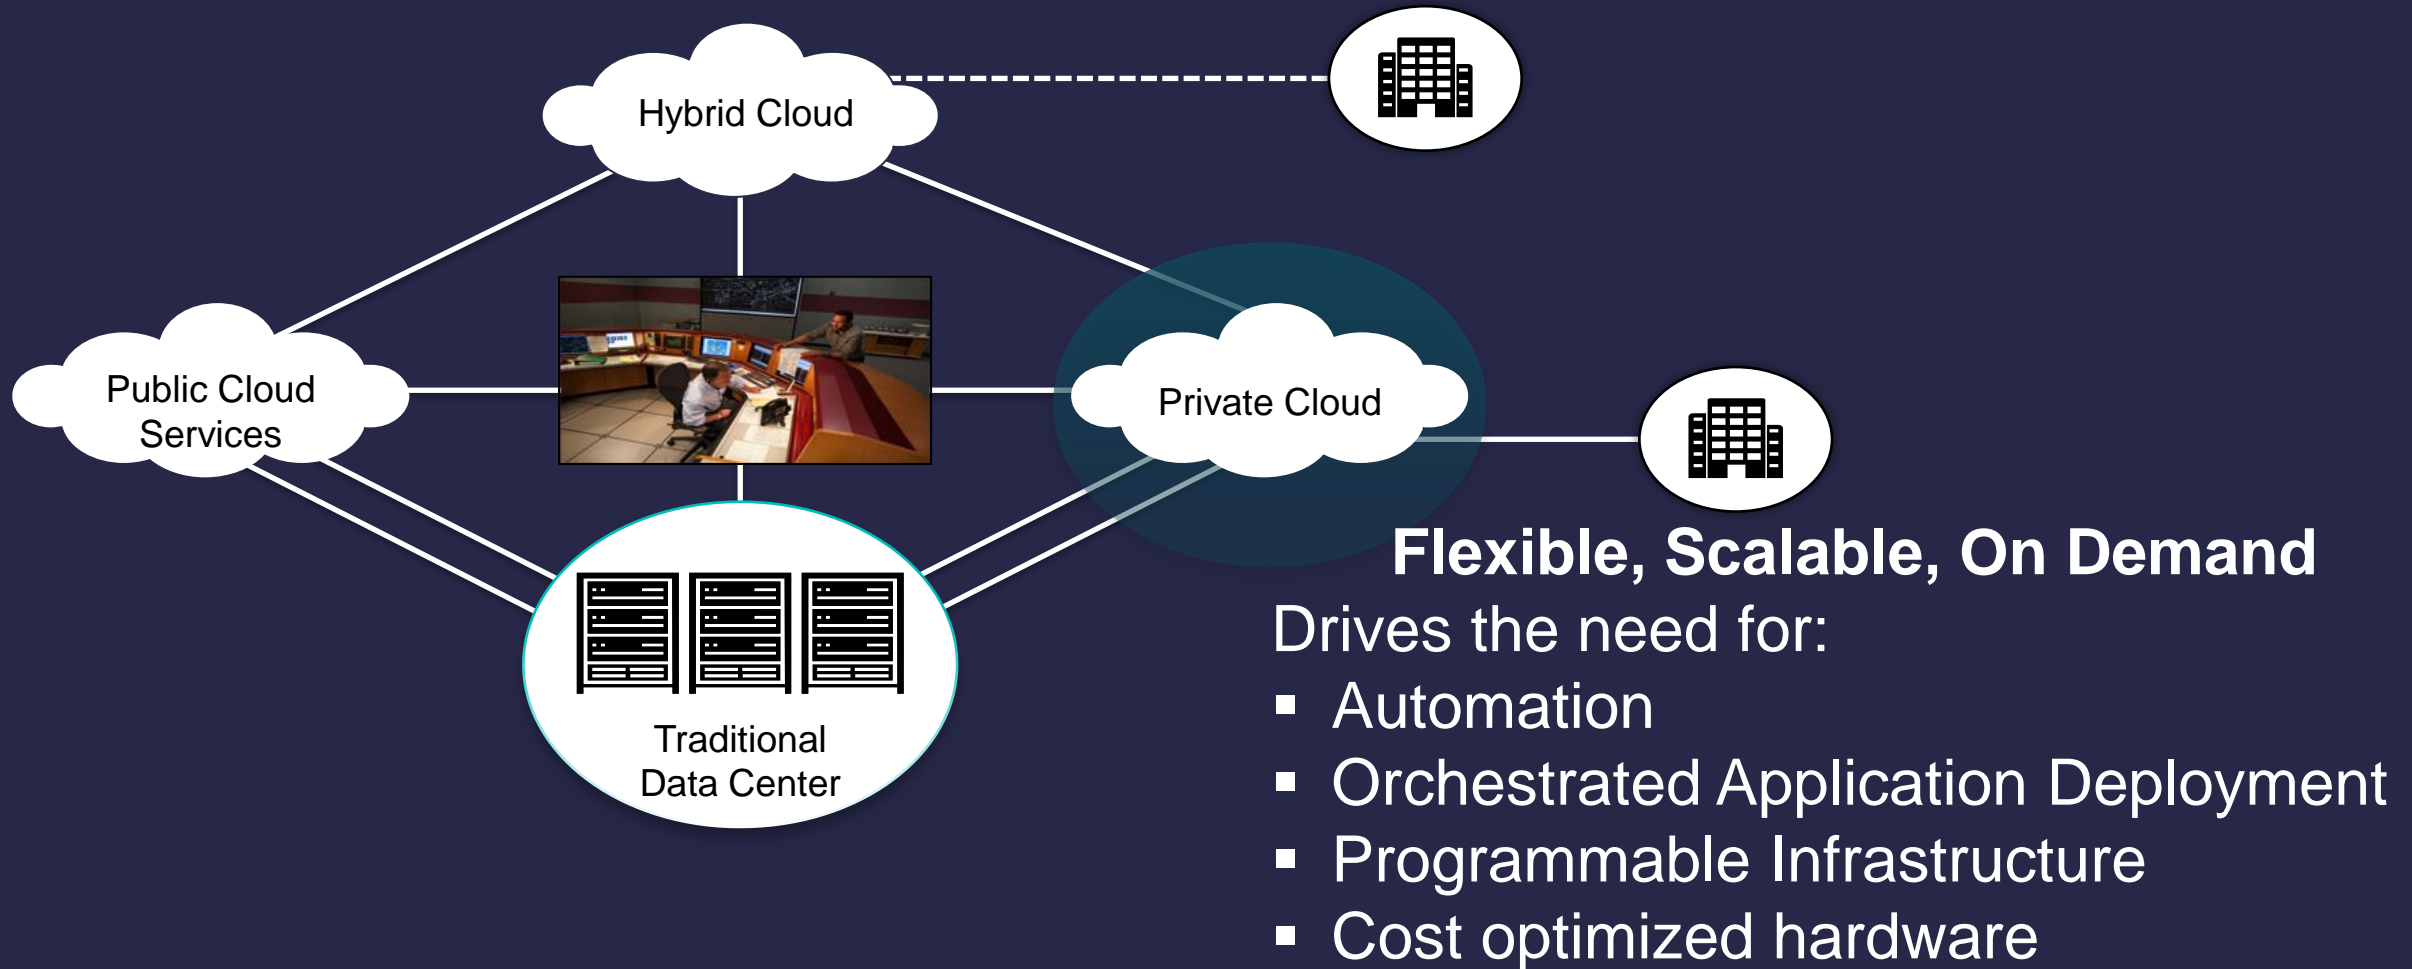 Hybrid Cloud
Public Cloud
Services
Private Cloud
Traditional
Data Center
Flexible, Scalable, On Demand
Drives the need for:
▪ Automation
▪ Orchestrated Application Deployment
▪ Programmable Infrastructure
▪ Cost optimized hardware